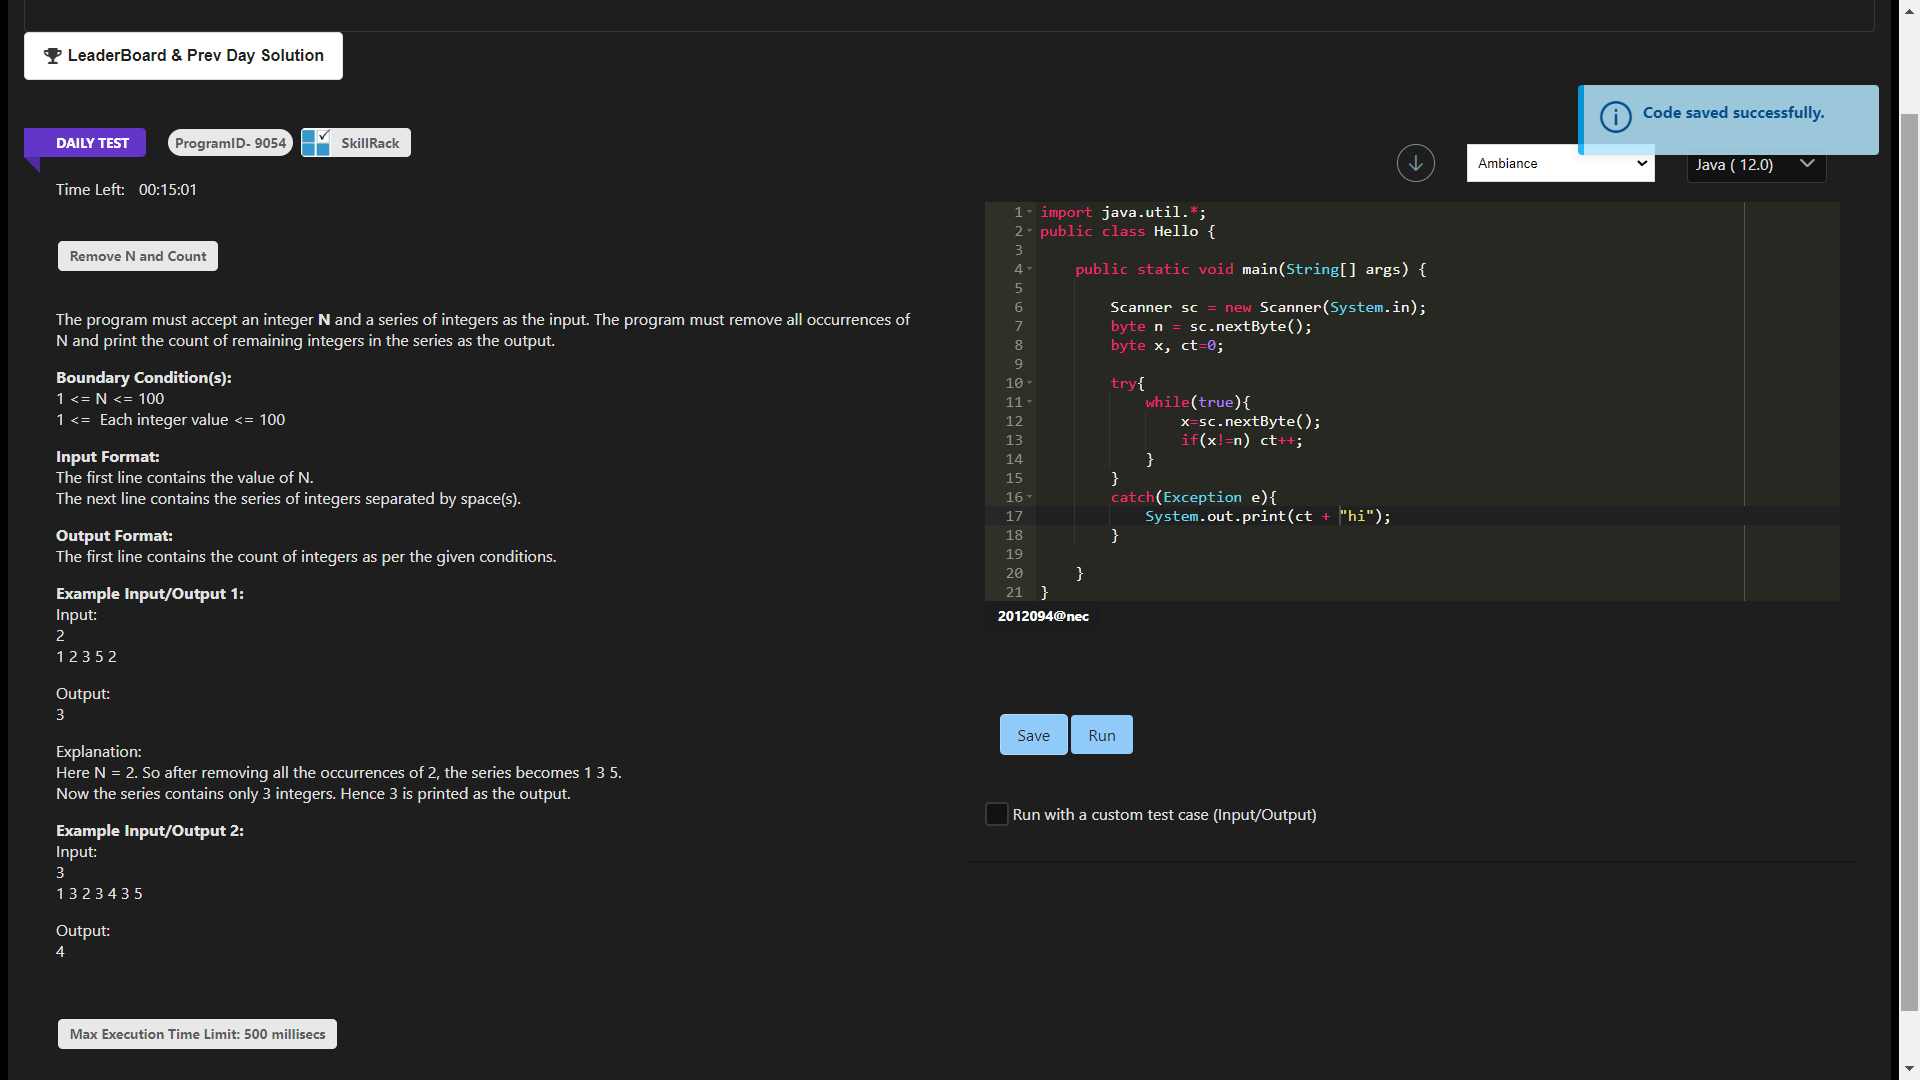 LeaderBoard & Prev Day Solution
Code saved successfully.
DAILY TEST
ProgramID- 9054
SkillRack
Ambiance
Java ( 12.0)
Time Left: 00:15:01
Remove N and Count
The program must accept an integer N and a series of integers as the input. The program must remove all occurrences of
N and print the count of remaining integers in the series as the output.
Boundary Condition(s):
1 <= N <= 100
1 <= Each integer value <= 100
Input Format:
The first line contains the value of N.
The next line contains the series of integers separated by space(s).
Output Format:
The first line contains the count of integers as per the given conditions.
Example Input/Output 1:
Input:
2
1 2 3 5 2
Output:
3
Explanation:
Here N = 2. So after removing all the occurrences of 2, the series becomes 1 3 5.
Now the series contains only 3 integers. Hence 3 is printed as the output.
Example Input/Output 2:
Input:
3
1 3 2 3 4 3 5
Output:
4
Max Execution Time Limit: 500 millisecs
1 import java.util.*;
2 public class Hello {
3
4 public static void main(String[] args) {
5
6 Scanner sc = new Scanner(System.in);
7 byte n = sc.nextByte();
8 byte x, ct=0;
9
10 try{
11 while(true){
12 x=sc.nextByte();
13 if(x!=n) ct++;
14 }
15 }
16 catch(Exception e){
17 System.out.print(ct + "hi");
18 }
19
20 }
21 }
2012094@nec
Save
Run
Run with a custom test case (Input/Output)